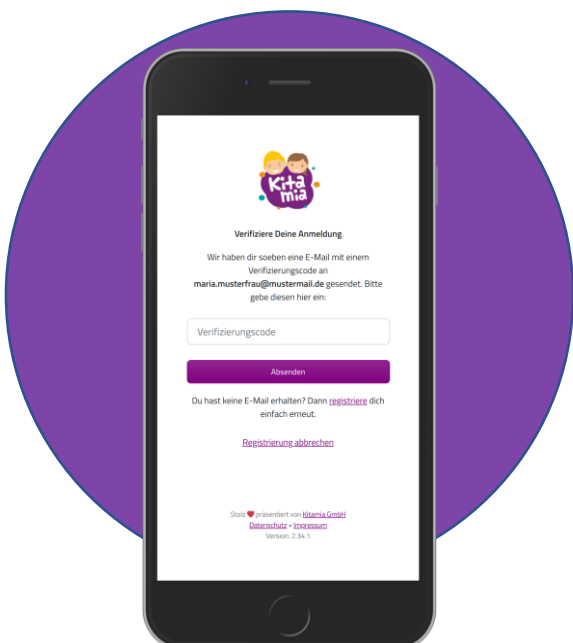 Kita
mia
Verifiziere Deine Anmeldung
Wir haben dir soeben eine E-Mail mit einem
Verifizierungscode an
maria.musterfrau@mustermail.de gesendet. Bitte
gebe diesen hier ein:
Verifizierungscode
Absenden
Du hast keine E-Mail erhalten? Dann registriere dich
einfach erneut.
Registrierung abbrechen
Stolz ❤️ präsentiert von Kitamia GmbH
Datenschutz • Impressum
Version: 2.34.1